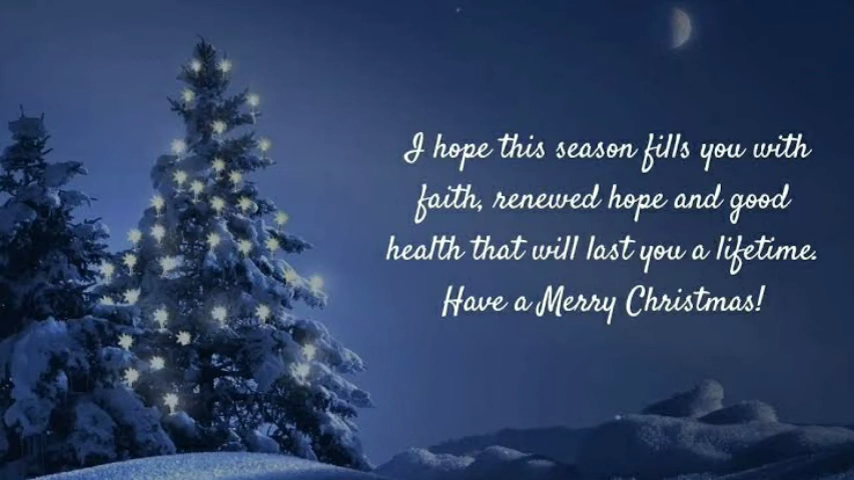 I hope this season fills you with
faith, renewed hope and good
health that will last you a lifetime.
Have a Merry Christmas!